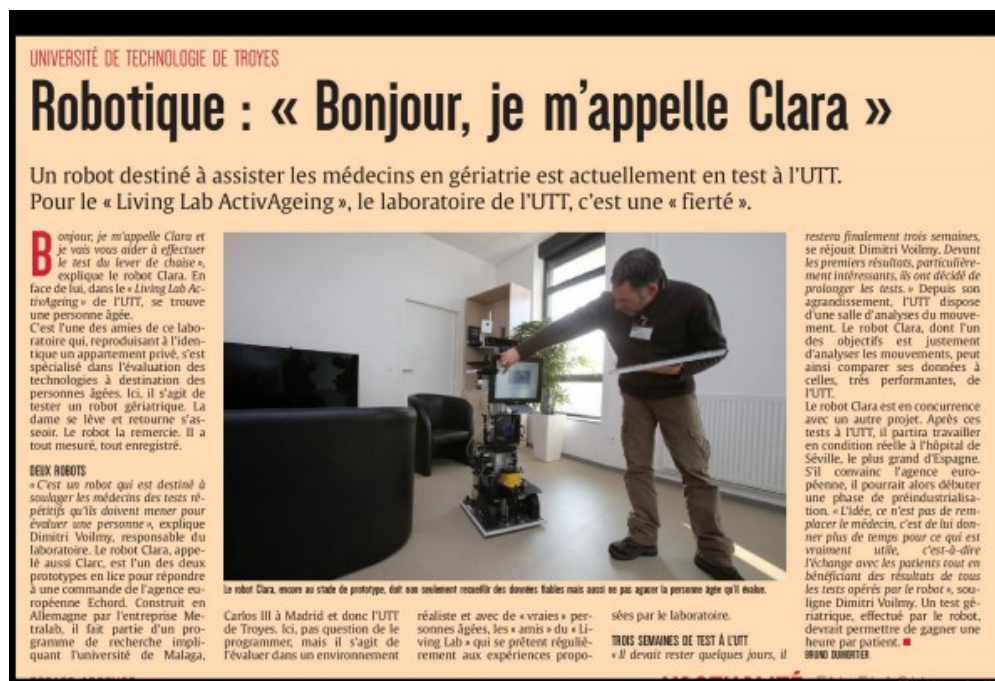 UNIVERSITÉ DE TECHNOLOGIE DE TROYES
Robotique : « Bonjour, je m'appelle Clara »
Un robot destiné à assister les médecins en gériatrie est actuellement en test à l'UTT.
Pour le « Living Lab ActivAgeing », le laboratoire de l'UTT, c'est une « fierté ».
Bonjour, je m'appelle Clara et
je vais vous aider à effectuer
le test du lever de chaise »,
explique le robot Clara. En
face de lui, dans le « Living Lab Ac-
tivAgeing » de l'UTT, se trouve
une personne âgée.
C'est l'une des amies de ce labo-
ratoire qui, reproduisant à l'iden-
tique un appartement privé, s'est
spécialisé dans l'évaluation des
technologies à destination des
personnes âgées. Ici, il s'agit de
tester un robot gériatrique. La
dame se lève et retourne s'as-
seoir. Le robot la remercie. Il a
tout mesuré, tout enregistré.
DEUX ROBOTS
« C'est un robot qui est destiné à
soulager les médecins des tests ré-
pétitifs qu'ils doivent mener pour
évaluer une personne », explique
Dimitri Voilmy, responsable du
laboratoire. Le robot Clara, appe-
lé aussi Clarc, est l'un des deux
prototypes en lice pour répondre
à une commande de l'agence eu-
ropéenne Echord. Construit en
Allemagne par l'entreprise Me-
tralab, il fait partie d'un pro-
gramme de recherche impli-
quant l'université de Malaga,
Le robot Clara, encore au stade de prototype, doit non seulement recueillir des données fiables mais aussi ne pas agacer la personne âgée qu'il évalue.
Carlos III à Madrid et donc l'UTT
de Troyes. Ici, pas question de le
programmer, mais il s'agit de
l'évaluer dans un environnement
réaliste et avec de « vraies » per-
sonnes âgées, les « amis » du « Li-
ving Lab » qui se prêtent réguliè-
rement aux expériences propo-
sées par le laboratoire.
TROIS SEMAINES DE TEST À L'UTT
« Il devait rester quelques jours, il
restera finalement trois semaines,
se réjouit Dimitri Voilmy. Devant
les premiers résultats, particulière-
ment intéressants, ils ont décidé de
prolonger les tests. » Depuis son
agrandissement, l'UTT dispose
d'une salle d'analyses du mouve-
ment. Le robot Clara, dont l'un
des objectifs est justement
d'analyser les mouvements, peut
ainsi comparer ses données à
celles, très performantes, de
l'UTT.
Le robot Clara est en concurrence
avec un autre projet. Après ces
tests à l'UTT, il partira travailler
en condition réelle à l'hôpital de
Séville, le plus grand d'Espagne.
S'il convainc l'agence euro-
péenne, il pourrait alors débuter
une phase de préindustrialisa-
tion. « L'idée, ce n'est pas de rem-
placer le médecin, c'est de lui don-
ner plus de temps pour ce qui est
vraiment utile, c'est-à-dire
l'échange avec les patients tout en
bénéficiant des résultats de tous
les tests opérés par le robot », sou-
ligne Dimitri Voilmy. Un test gé-
riatrique, effectué par le robot,
devrait permettre de gagner une
heure par patient.
BRUNO DUMORTIER